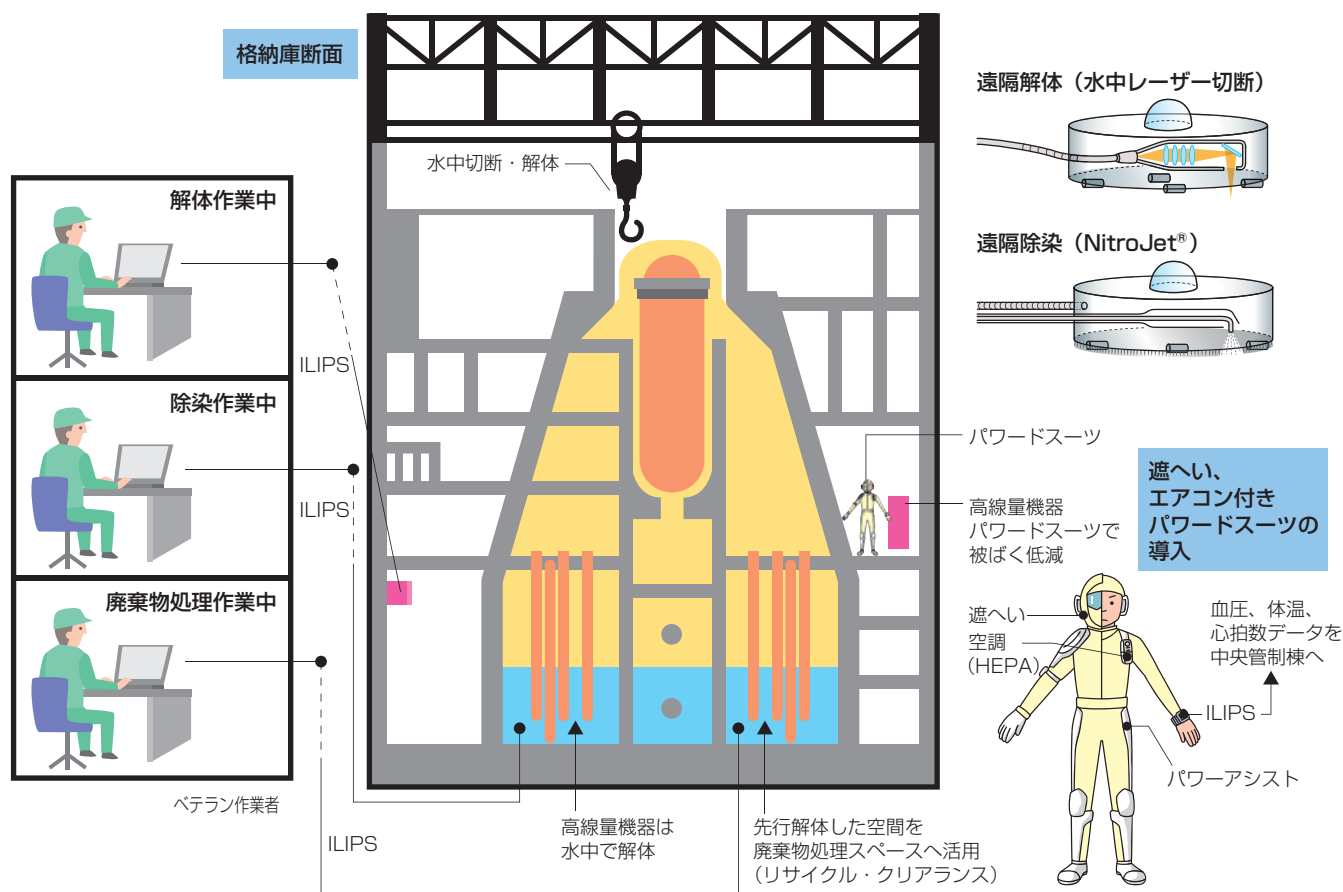 格納庫断面
水中切断・解体
解体作業中
ILIPS
除染作業中
ILIPS
廃棄物処理作業中
ベテラン作業者
ILIPS
高線量機器は
水中で解体
先行解体した空間を
廃棄物処理スペースへ活用
（リサイクル・クリアランス）
遠隔解体（水中レーザー切断）
遠隔除染（NitroJet®）
パワードスーツ
高線量機器
パワードスーツで
被ばく低減
遮へい、
エアコン付き
パワードスーツの
導入
遮へい
空調
（HEPA）
血圧、体温、
心拍数データを
中央管制棟へ
ILIPS
パワーアシスト